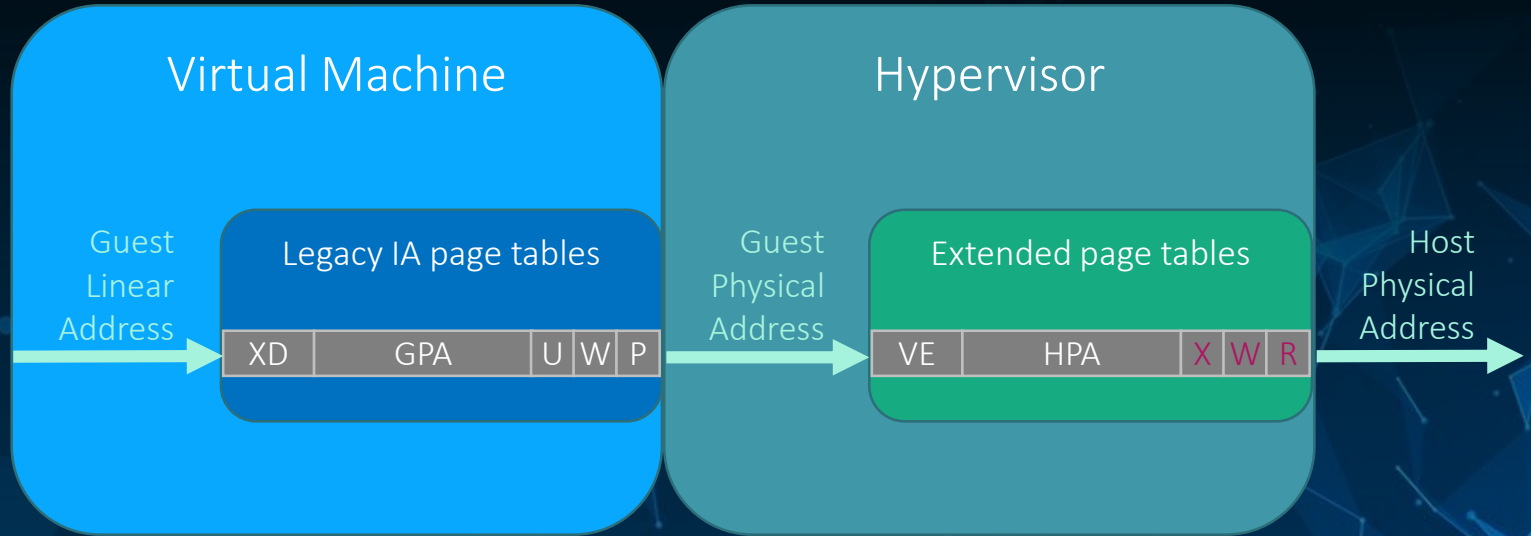 Virtual Machine
Hypervisor
Guest
Linear
Address
Legacy IA page tables
XD GPA U W P
Guest
Physical
Address
Extended page tables
VE HPA X W R
Host
Physical
Address